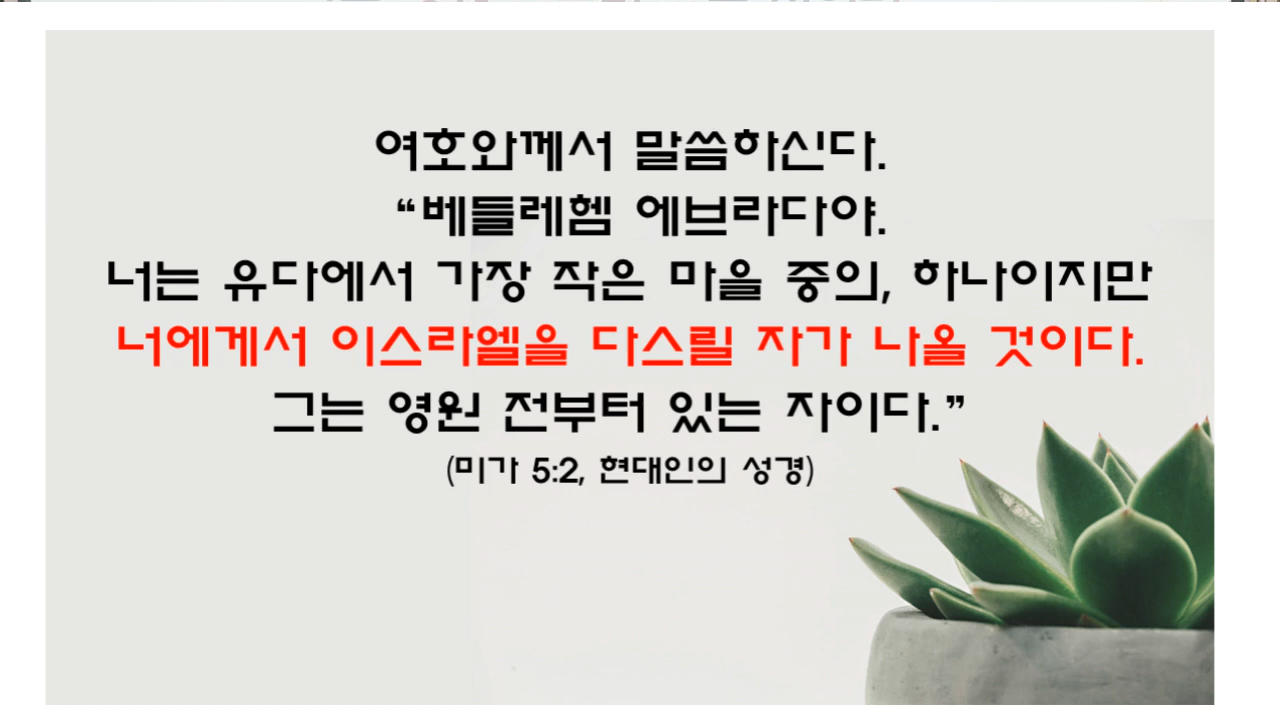 여호와께서 말씀하신다.
“베들레헴 에브라다야.
너는 유다에서 가장 작은 마을 중의, 하나이지만
너에게서 이스라엘을 다스릴 자가 나올 것이다.
그는 영원 전부터 있는 자이다.”
(미가 5:2, 현대인의 성경)